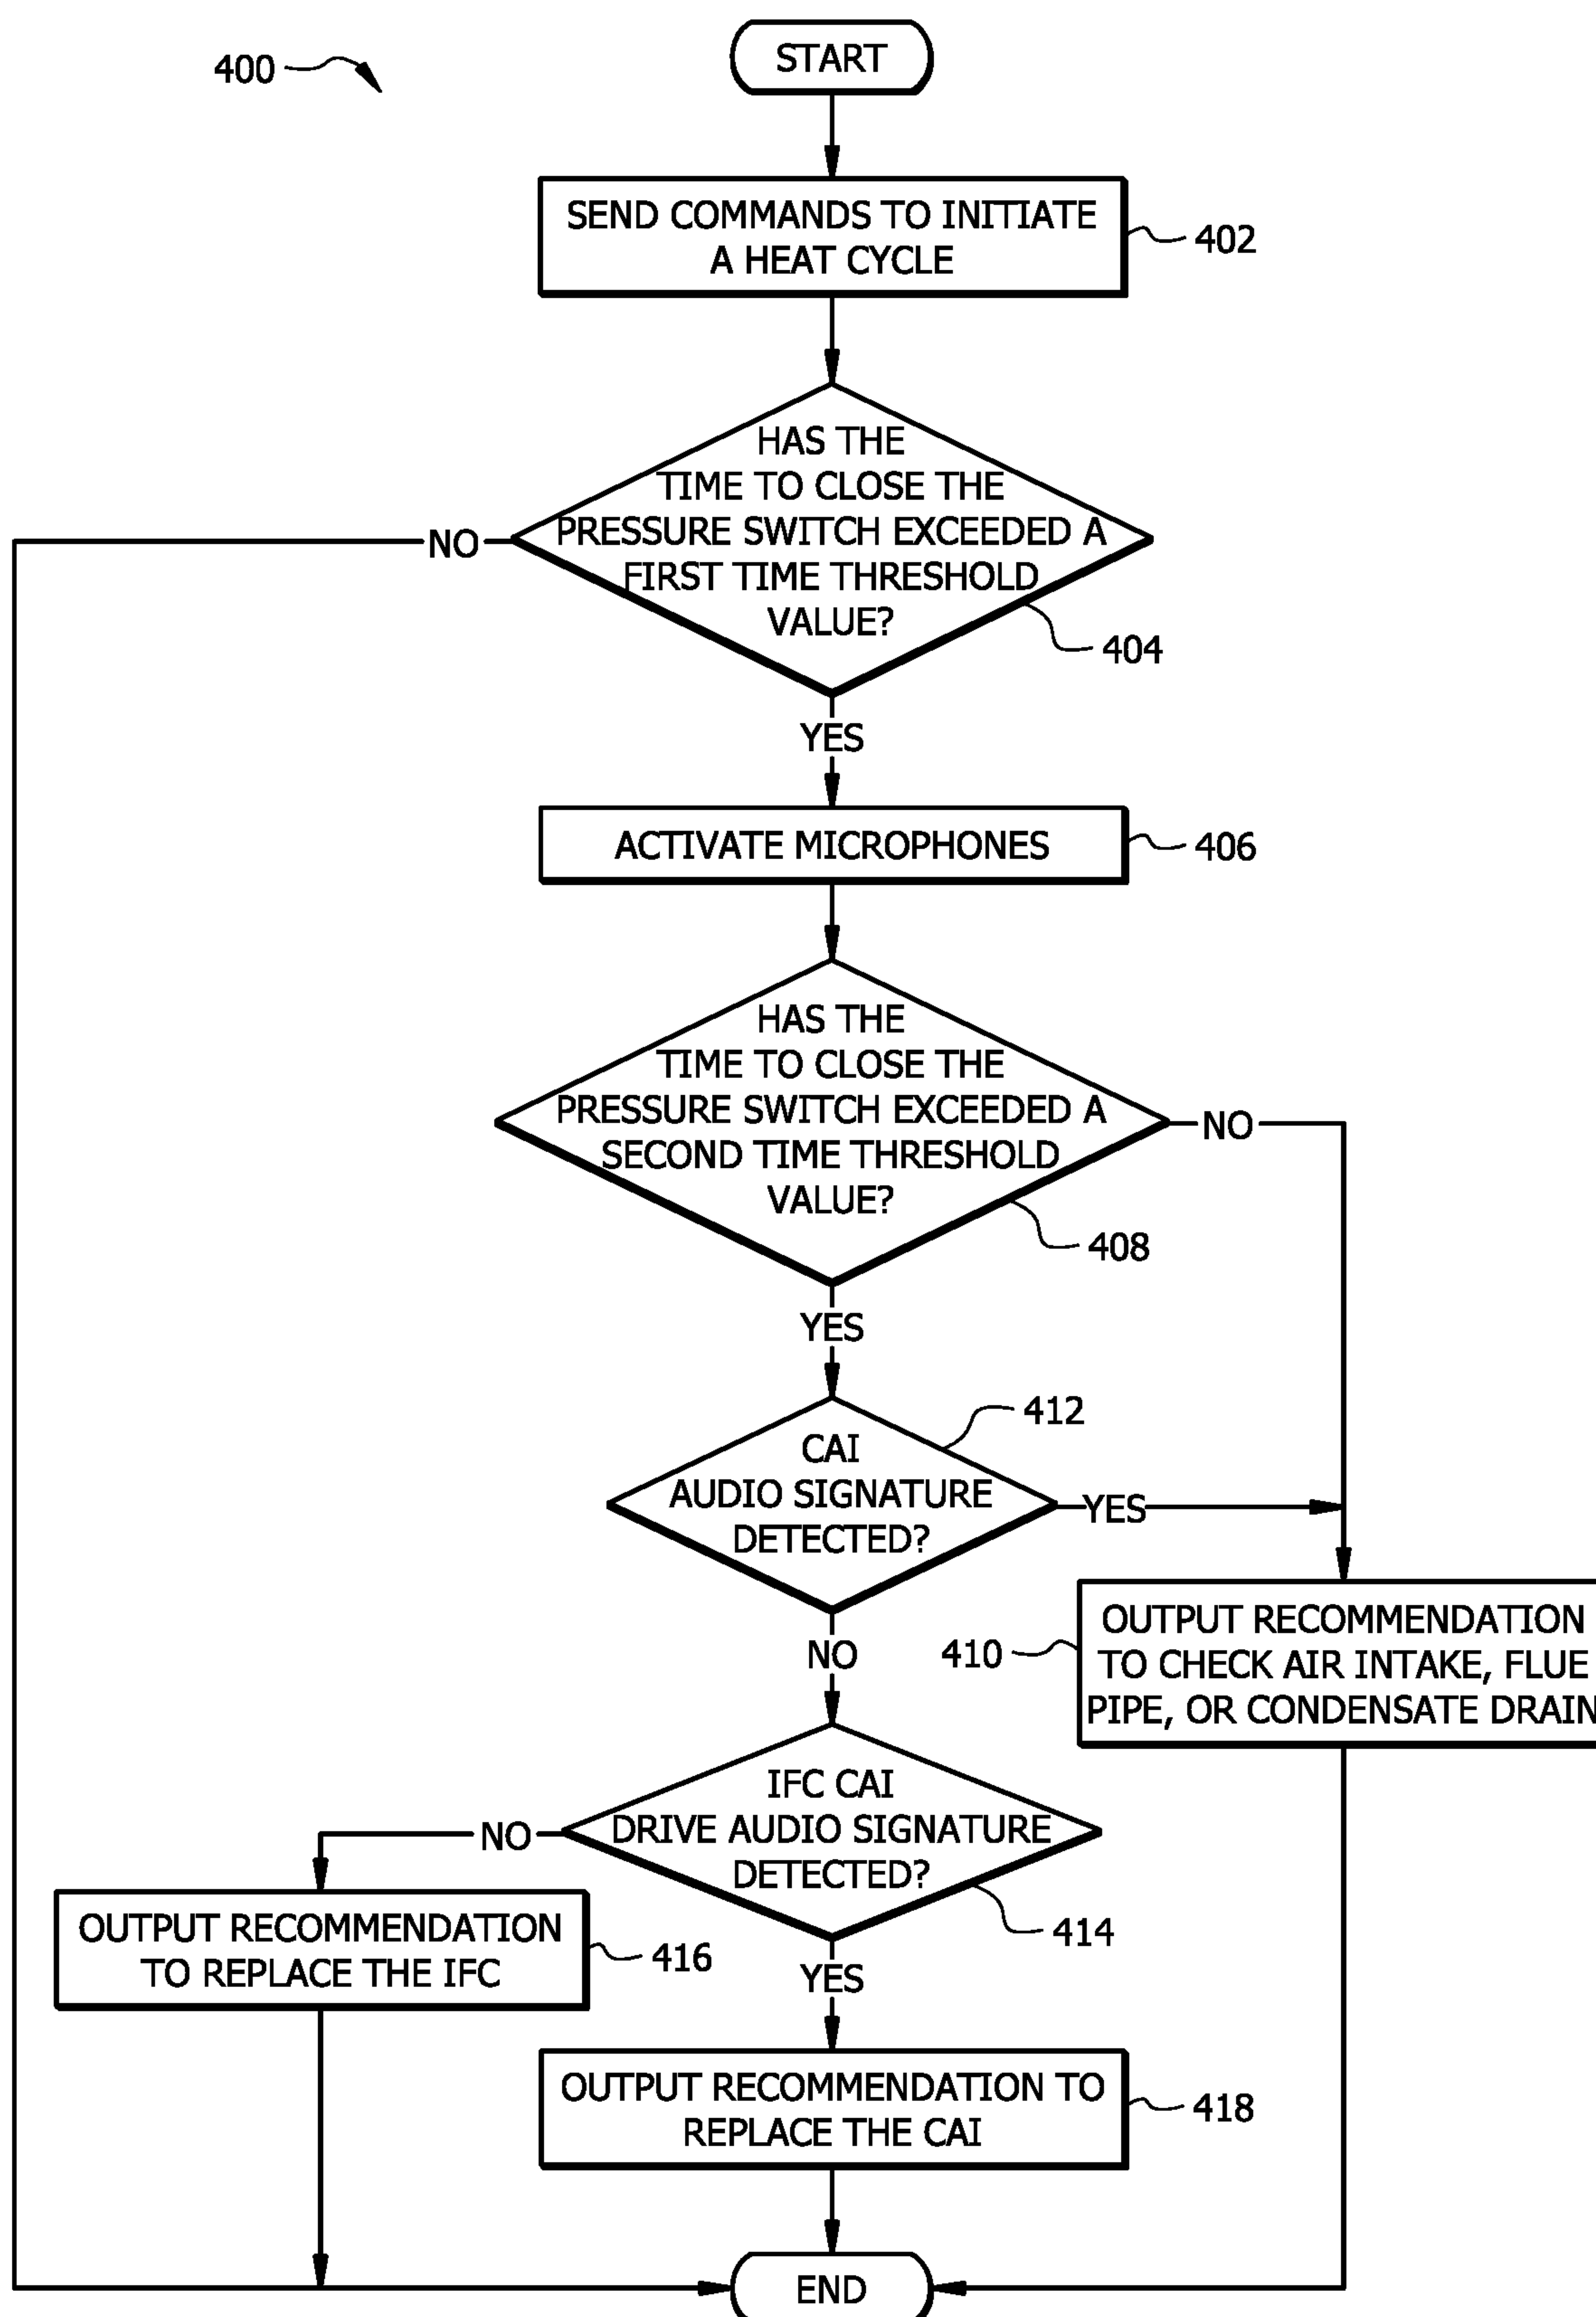 400
START
SEND COMMANDS TO INITIATE
A HEAT CYCLE
402
HAS THE
TIME TO CLOSE THE
PRESSURE SWITCH EXCEEDED A
FIRST TIME THRESHOLD
VALUE?
404
NO
YES
ACTIVATE MICROPHONES
406
HAS THE
TIME TO CLOSE THE
PRESSURE SWITCH EXCEEDED A
SECOND TIME THRESHOLD
VALUE?
408
NO
YES
CAI
AUDIO SIGNATURE
DETECTED?
412
YES
NO
OUTPUT RECOMMENDATION
TO CHECK AIR INTAKE, FLUE
PIPE, OR CONDENSATE DRAIN
410
IFC CAI
DRIVE AUDIO SIGNATURE
DETECTED?
414
NO
YES
OUTPUT RECOMMENDATION
TO REPLACE THE IFC
416
OUTPUT RECOMMENDATION TO
REPLACE THE CAI
418
END